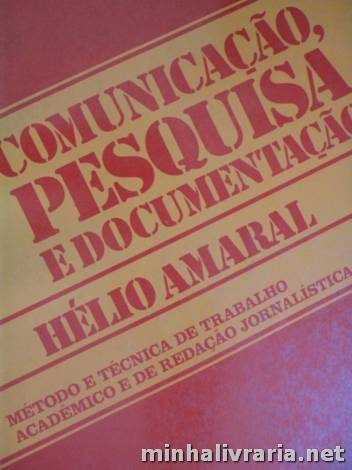 COMUNICAÇÃO,
PESQUISA
E DOCUMENTAÇÃO
HÉLIO AMARAL
MÉTODO E TÉCNICA DE TRABALHO
ACADÊMICO E DE REDAÇÃO JORNALÍSTICA
minhalivraria.net